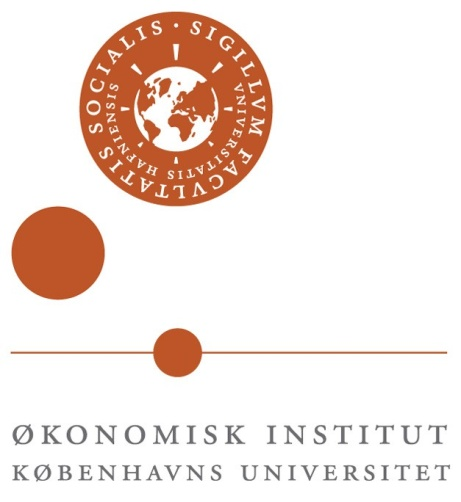 SIGILLVM FACVLTATIS SOCIALIS ·
VNIVERSITATIS HAFNIENSIS
ØKONOMISK INSTITUT
KØBENHAVNS UNIVERSITET